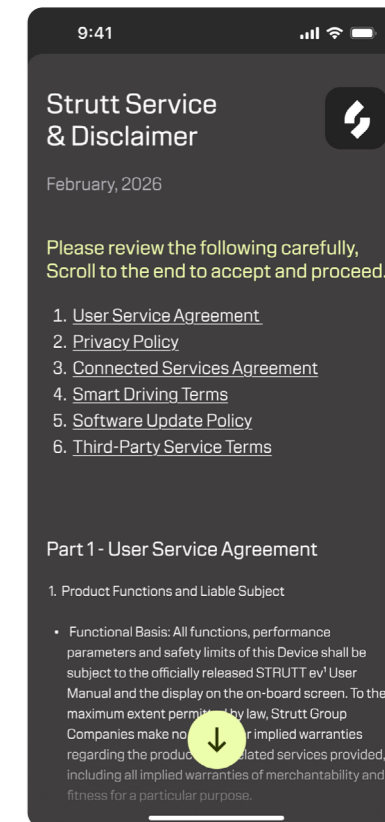 9:41
Strutt Service
& Disclaimer
February, 2026
Please review the following carefully,
Scroll to the end to accept and proceed.
1. User Service Agreement
2. Privacy Policy
3. Connected Services Agreement
4. Smart Driving Terms
5. Software Update Policy
6. Third-Party Service Terms
Part 1 - User Service Agreement
1. Product Functions and Liable Subject
• Functional Basis: All functions, performance
parameters and safety limits of this Device shall be
subject to the officially released STRUTT ev¹ User
Manual and the display on the on-board screen. To the
maximum extent by law, Strutt Group
Companies make implied warranties
regarding the services provided,
including all implied warranties of merchantability and
fitness for a particular purpose.